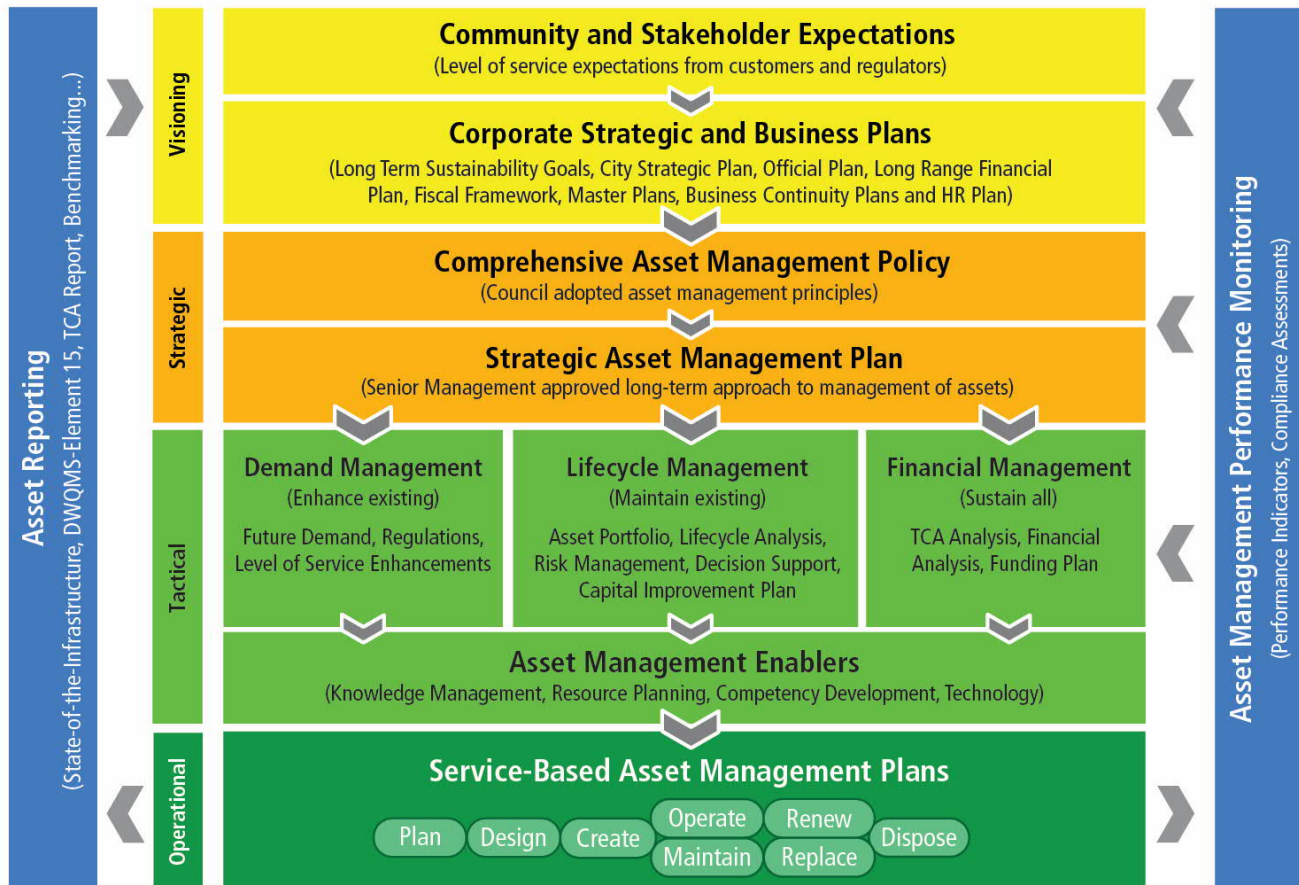 Asset Reporting
(State-of-the-Infrastructure, DWQMS-Element 15, TCA Report, Benchmarking...)
Visioning
Community and Stakeholder Expectations
(Level of service expectations from customers and regulators)
Corporate Strategic and Business Plans
(Long Term Sustainability Goals, City Strategic Plan, Official Plan, Long Range Financial
Plan, Fiscal Framework, Master Plans, Business Continuity Plans and HR Plan)
Strategic
Comprehensive Asset Management Policy
(Council adopted asset management principles)
Strategic Asset Management Plan
(Senior Management approved long-term approach to management of assets)
Tactical
Demand Management
(Enhance existing)
Future Demand, Regulations,
Level of Service Enhancements
Lifecycle Management
(Maintain existing)
Asset Portfolio, Lifecycle Analysis,
Risk Management, Decision Support,
Capital Improvement Plan
Financial Management
(Sustain all)
TCA Analysis, Financial
Analysis, Funding Plan
Asset Management Enablers
(Knowledge Management, Resource Planning, Competency Development, Technology)
Operational
Service-Based Asset Management Plans
Plan
Design
Create
Operate
Maintain
Renew
Replace
Dispose
Asset Management Performance Monitoring
(Performance Indicators, Compliance Assessments)